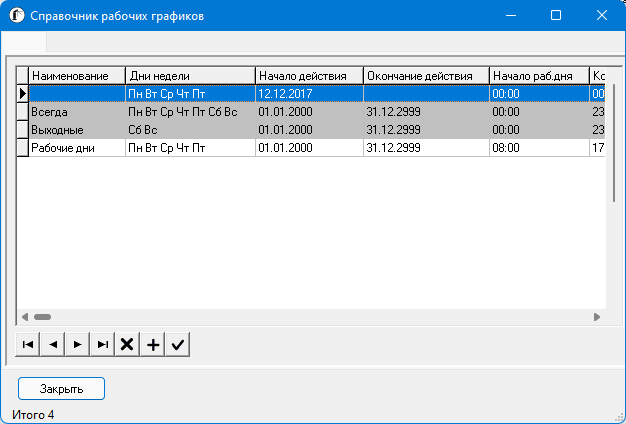 Справочник рабочих графиков
Наименование Дни недели Начало действия Окончание действия Начало раб.дня Ко
Пн Вт Ср Чт Пт 12.12.2017 00:00 00
Всегда Пн Вт Ср Чт Пт Сб Вс 01.01.2000 31.12.2999 00:00 23
Выходные Сб Вс 01.01.2000 31.12.2999 00:00 23
Рабочие дни Пн Вт Ср Чт Пт 01.01.2000 31.12.2999 08:00 17
Закрыть
Итого 4